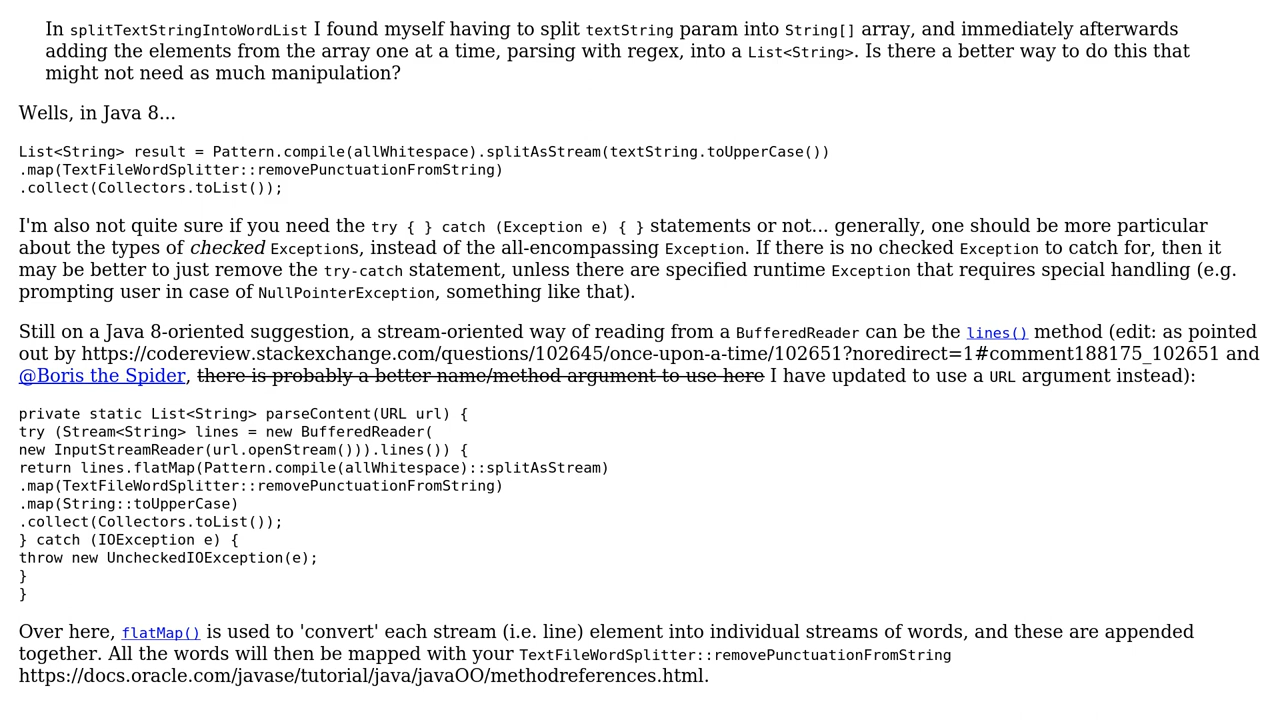 In splitTextStringIntoWordList I found myself having to split textString param into String[] array, and immediately afterwards
adding the elements from the array one at a time, parsing with regex, into a List<String>. Is there a better way to do this that
might not need as much manipulation?
Wells, in Java 8...
List<String> result = Pattern.compile(allWhitespace).splitAsStream(textString.toUpperCase())
.map(TextFileWordSplitter::removePunctuationFromString)
.collect(Collectors.toList());
I'm also not quite sure if you need the try { } catch (Exception e) { } statements or not... generally, one should be more particular
about the types of checked Exceptions, instead of the all-encompassing Exception. If there is no checked Exception to catch for, then it
may be better to just remove the try-catch statement, unless there are specified runtime Exception that requires special handling (e.g.
prompting user in case of NullPointerException, something like that).
Still on a Java 8-oriented suggestion, a stream-oriented way of reading from a BufferedReader can be the lines() method (edit: as pointed
out by https://codereview.stackexchange.com/questions/102645/once-upon-a-time/102651?noredirect=1#comment188175_102651 and
@Boris the Spider, there is probably a better name/method argument to use here I have updated to use a URL argument instead):
private static List<String> parseContent(URL url) {
try (Stream<String> lines = new BufferedReader(
new InputStreamReader(url.openStream())).lines()) {
return lines.flatMap(Pattern.compile(allWhitespace)::splitAsStream)
.map(TextFileWordSplitter::removePunctuationFromString)
.map(String::toUpperCase)
.collect(Collectors.toList());
} catch (IOException e) {
throw new UncheckedIOException(e);
}
}
Over here, flatMap() is used to 'convert' each stream (i.e. line) element into individual streams of words, and these are appended
together. All the words will then be mapped with your TextFileWordSplitter::removePunctuationFromString
https://docs.oracle.com/javase/tutorial/java/javaOO/methodreferences.html.